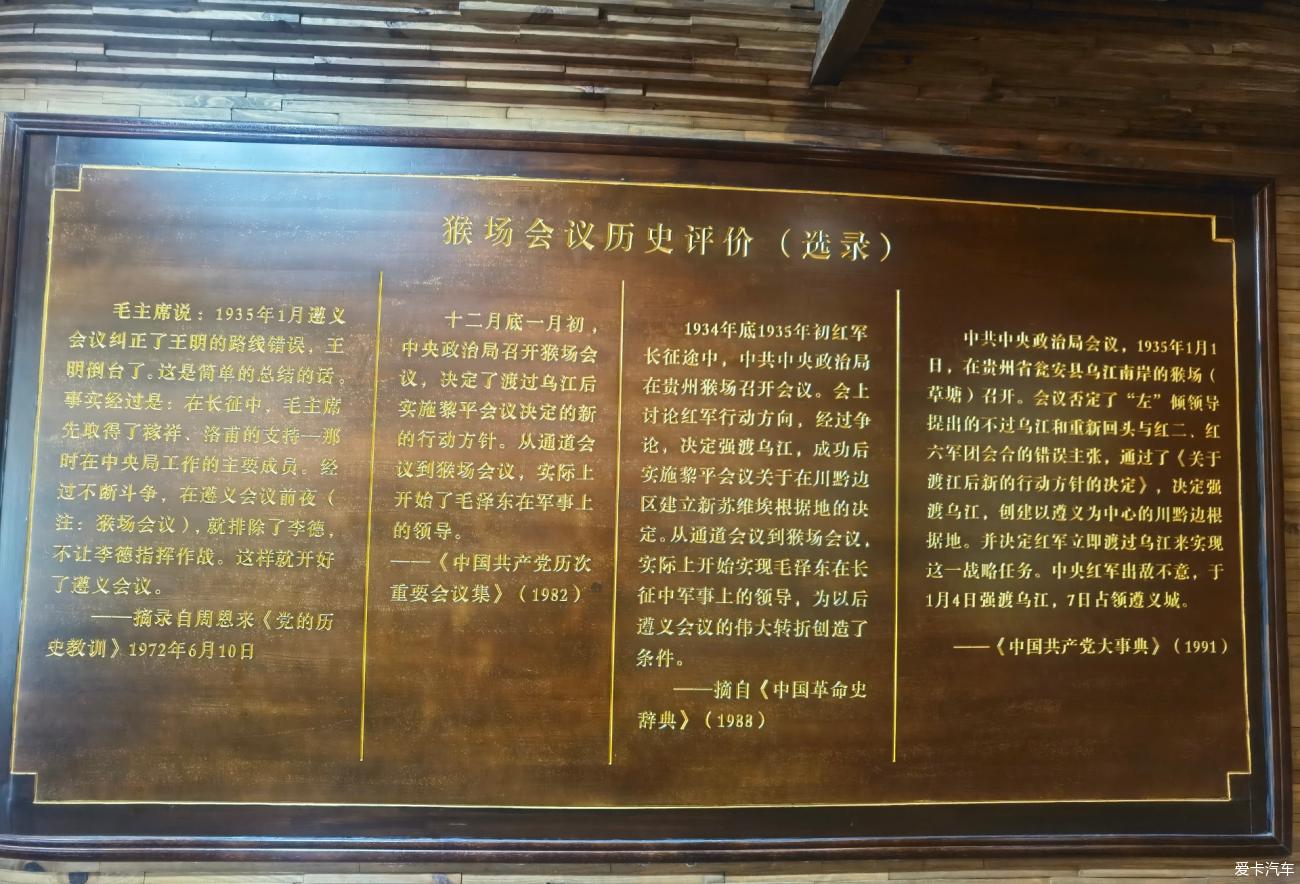 猴场会议历史评价（选录）
毛主席说：1935年1月遵义
会议纠正了王明的路线错误，王
明倒台了。这是简单的总结的话。
事实经过是：在长征中，毛主席
先取得了稼祥、洛甫的支持—那
时在中央局工作的主要成员。经
过不断斗争，在遵义会议前夜（
注：猴场会议），就排除了李德，
不让李德指挥作战。这样就开好
了遵义会议。
——摘录自周恩来《党的历
史教训》1972年6月10日
十二月底一月初，
中央政治局召开猴场会
议，决定了渡过乌江后
实施黎平会议决定的新
的行动方针。从通道会
议到猴场会议，实际上
开始了毛泽东在军事上
的领导。
——《中国共产党历次
重要会议集》（1982）
1934年底1935年初红军
长征途中，中共中央政治局
在贵州猴场召开会议。会上
讨论红军行动方向，经过争
论，决定强渡乌江，成功后
实施黎平会议关于在川黔边
区建立新苏维埃根据地的决
定。从通道会议到猴场会议，
实际上开始实现毛泽东在长
征中军事上的领导，为以后
遵义会议的伟大转折创造了
条件。
——摘自《中国革命史
辞典》（1988）
中共中央政治局会议，1935年1月1
日，在贵州省瓮安县乌江南岸的猴场（
草塘）召开。会议否定了“左”倾领导
提出的不过乌江和重新回头与红二、红
六军团会合的错误主张，通过了《关于
渡江后新的行动方针的决定》，决定强
渡乌江，创建以遵义为中心的川黔边根
据地。并决定红军立即渡过乌江来实现
这一战略任务。中央红军出敌不意，于
1月4日强渡乌江，7日占领遵义城。
——《中国共产党大事典》（1991）
爱卡汽车